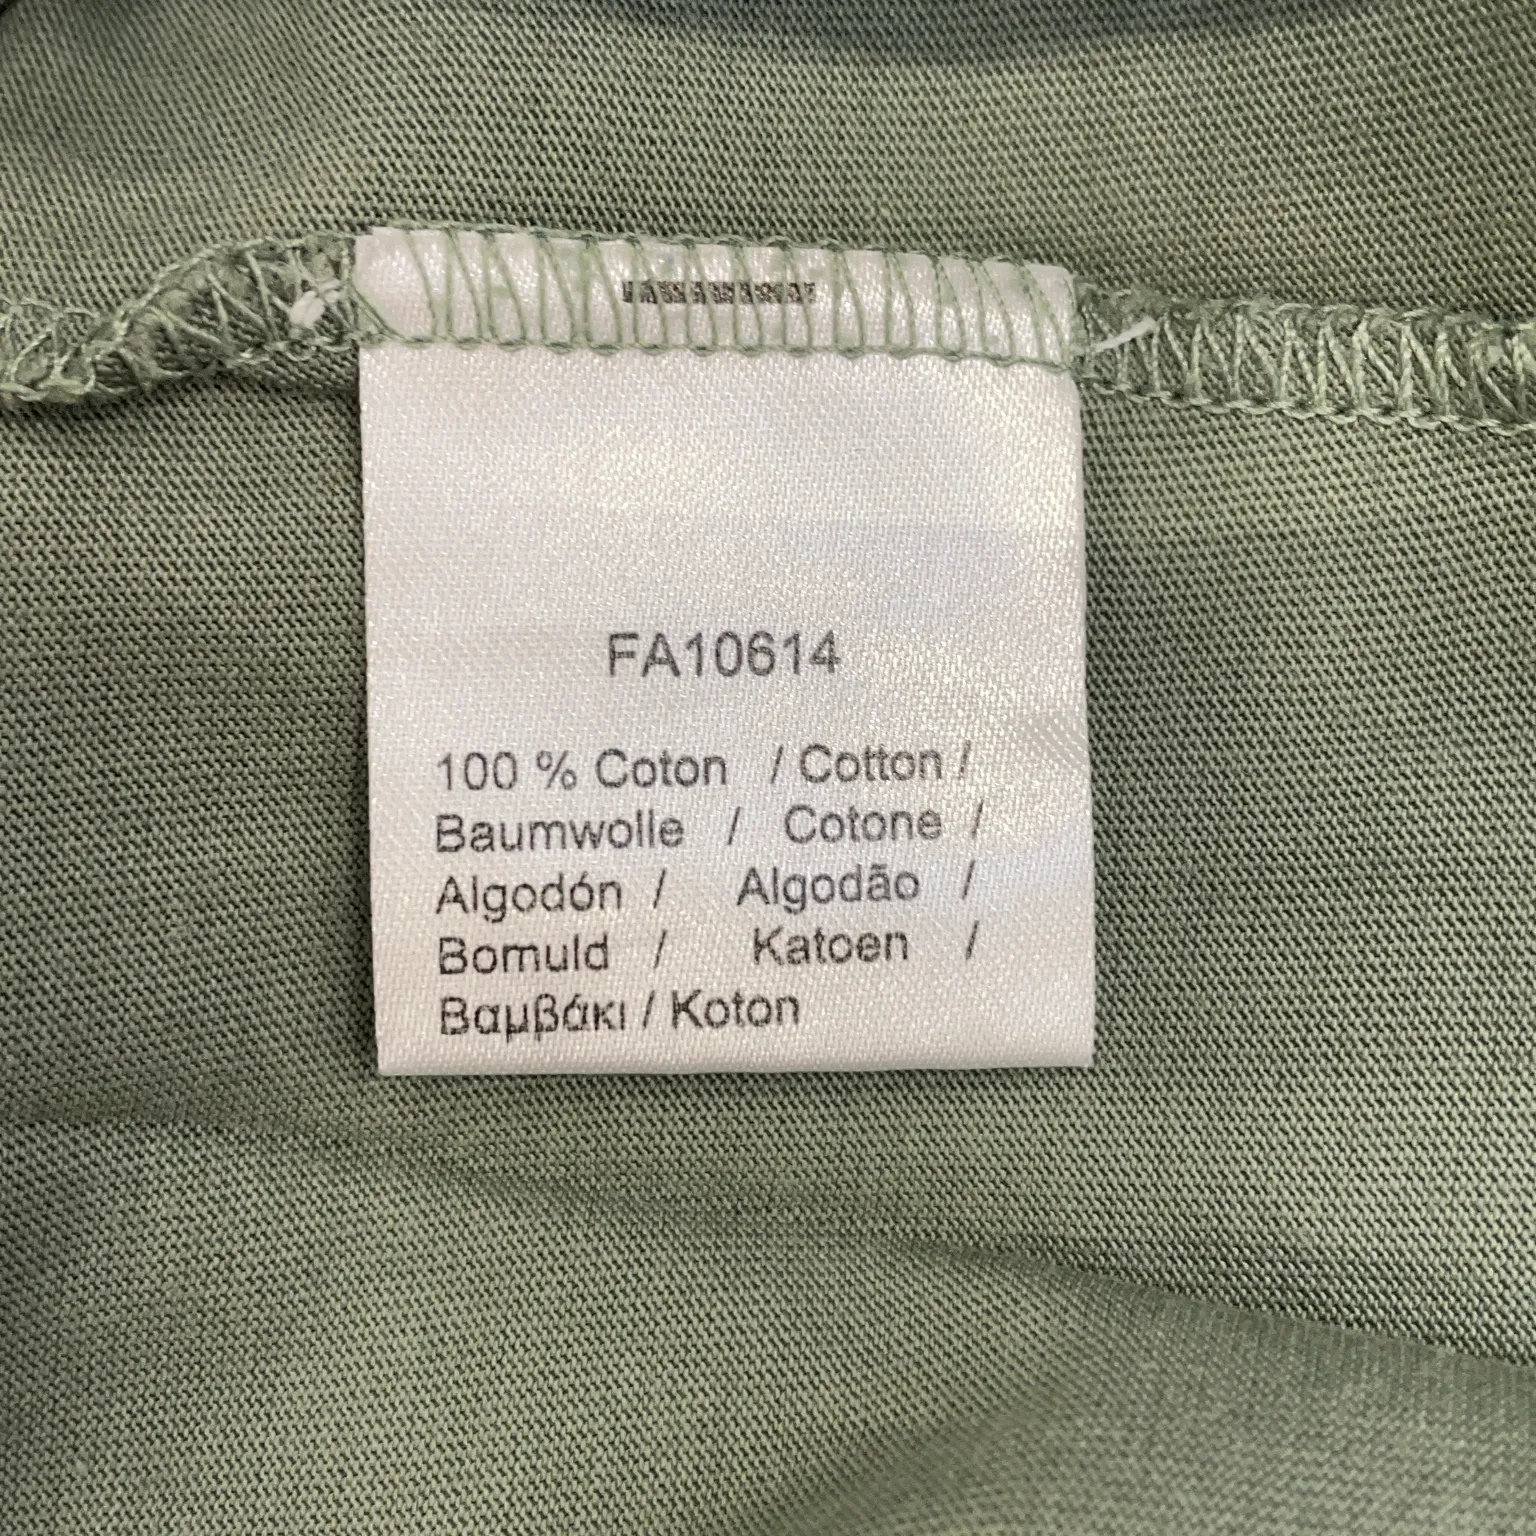 FA10614
100 % Coton / Cotton /
Baumwolle / Cotone /
Algodón / Algodão /
Bomuld / Katoen /
Βαμβάκι / Koton